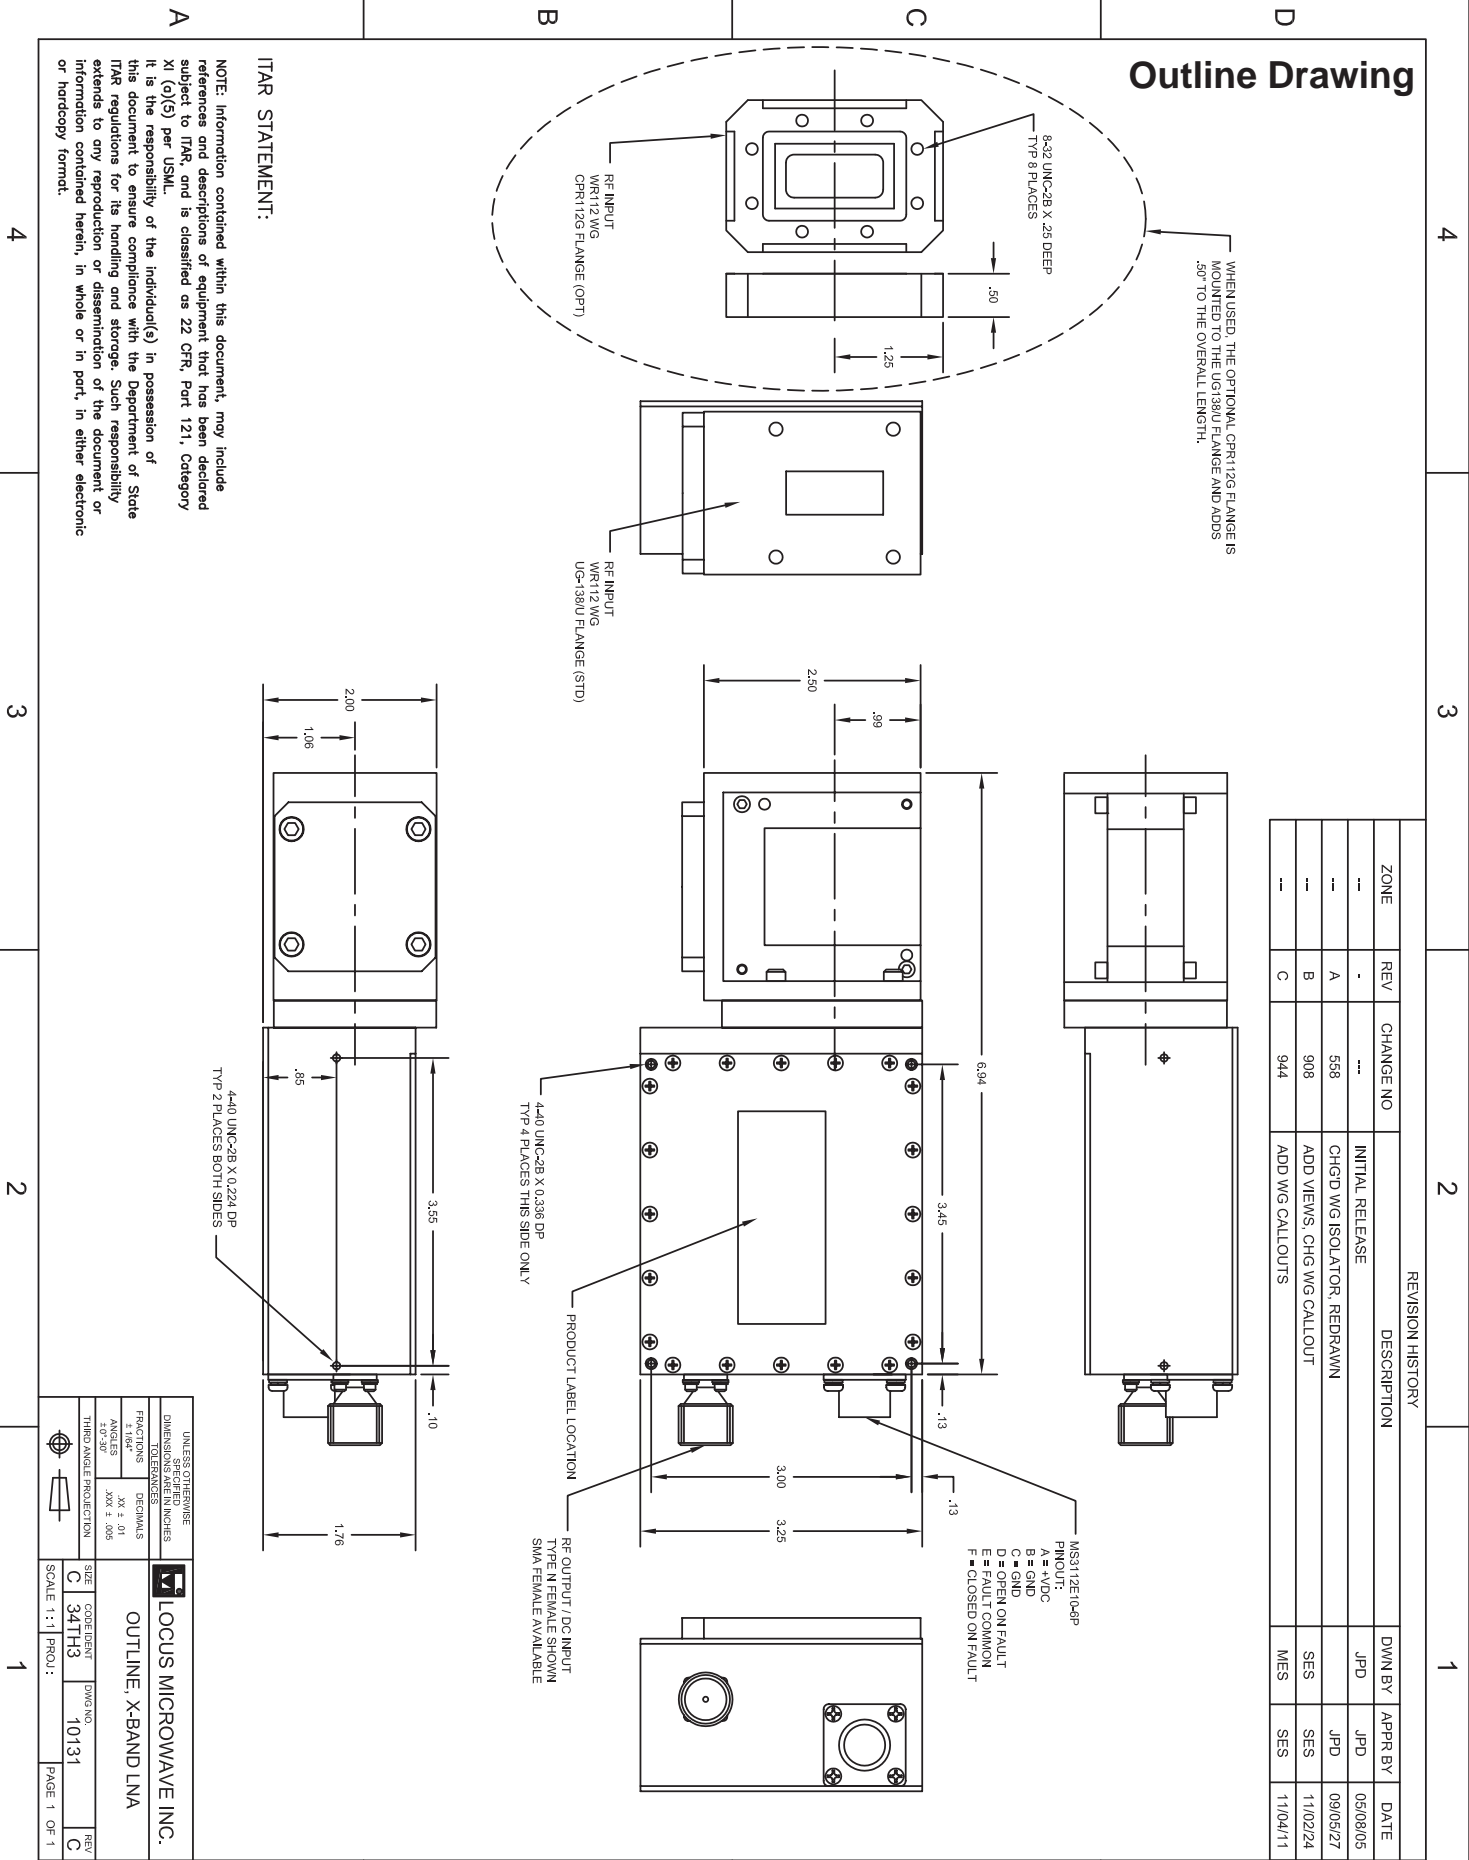 Outline Drawing
D
C
B
A
4
3
2
1
4
3
2
1
REVISION HISTORY
ZONE REV CHANGE NO DESCRIPTION DWN BY APPR BY DATE
--- - --- INITIAL RELEASE JPD JPD 05/08/05
--- A 558 CHG'D WG ISOLATOR, REDRAWN JPD 09/05/27
--- B 908 ADD VIEWS, CHG WG CALLOUT SES SES 11/02/24
--- C 944 ADD WG CALLOUTS MES SES 11/04/11
WHEN USED, THE OPTIONAL CPR112G FLANGE IS
MOUNTED TO THE UG138/U FLANGE AND ADDS
.50" TO THE OVERALL LENGTH.
8-32 UNC-2B X .25 DEEP
TYP 8 PLACES
.50
1.25
RF INPUT
WR112 WG
CPR112G FLANGE (OPT)
RF INPUT
WR112 WG
UG-138/U FLANGE (STD)
2.50
.99
6.94
3.45
.13
.13
3.00
3.25
MS3112E10-6P
PINOUT:
A = +VDC
B = GND
C = GND
D = OPEN ON FAULT
E = FAULT COMMON
F = CLOSED ON FAULT
4-40 UNC-2B X 0.336 DP
TYP 4 PLACES THIS SIDE ONLY
PRODUCT LABEL LOCATION
RF OUTPUT / DC INPUT
TYPE N FEMALE SHOWN
SMA FEMALE AVAILABLE
2.00
1.06
.85
3.55
.10
1.76
4-40 UNC-2B X 0.224 DP
TYP 2 PLACES BOTH SIDES
ITAR STATEMENT:
NOTE: Information contained within this document, may include
references and descriptions of equipment that has been declared
subject to ITAR, and is classified as 22 CFR, Part 121, Category
XI (a)(5) per USML.
It is the responsibility of the individual(s) in possession of
this document to ensure compliance with the Department of State
ITAR regulations for its handling and storage. Such responsibility
extends to any reproduction or dissemination of the document or
information contained herein, in whole or in part, in either electronic
or hardcopy format.
UNLESS OTHERWISE
SPECIFIED
DIMENSIONS ARE IN INCHES
TOLERANCES
FRACTIONS
± 1/64"
DECIMALS
.XX ± .01
.XXX ± .005
ANGLES
± 0°-30'
THIRD ANGLE PROJECTION
LOCUS MICROWAVE INC.
OUTLINE, X-BAND LNA
SIZE
C
CODE IDENT
34TH3
DWG NO.
10131
REV
C
SCALE 1:1
PROJ:
PAGE 1 OF 1